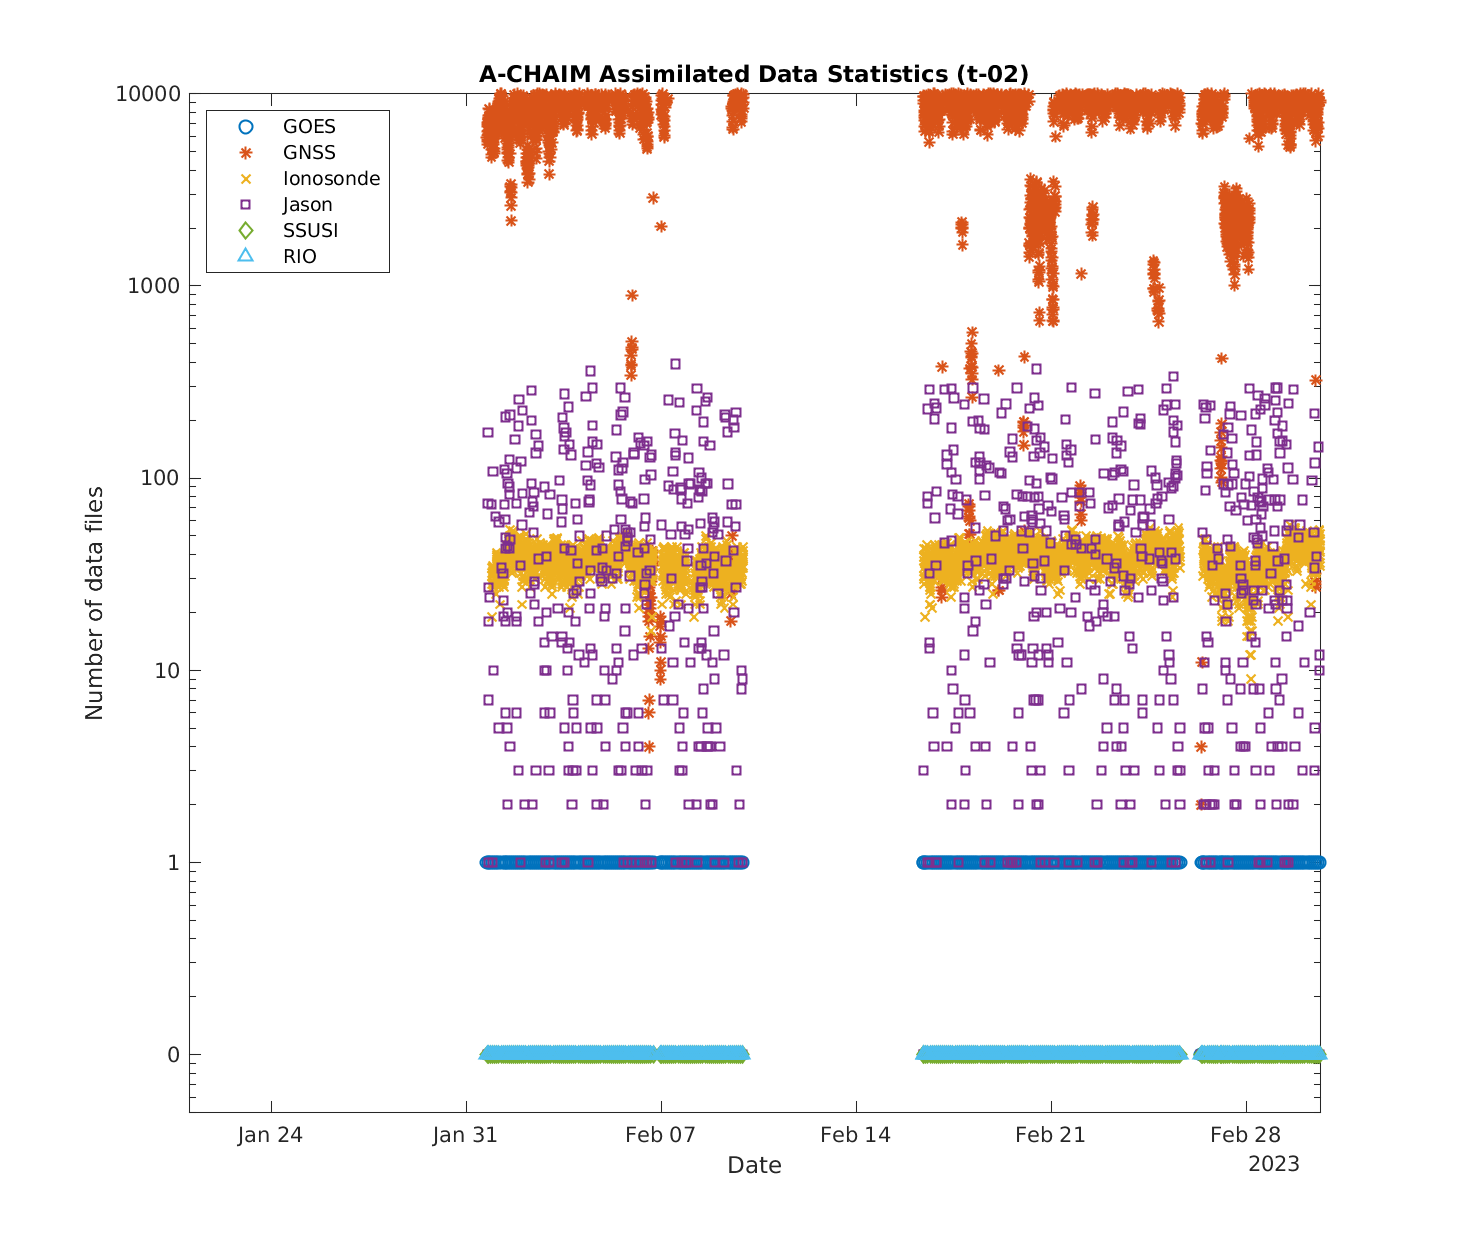 A-CHAIM Assimilated Data Statistics (t-02)
10000
1000
100
10
1
0
Number of data files
GOES
GNSS
Ionosonde
Jason
SSUSI
RIO
Jan 24
Jan 31
Feb 07
Feb 14
Feb 21
Feb 28
Date
2023